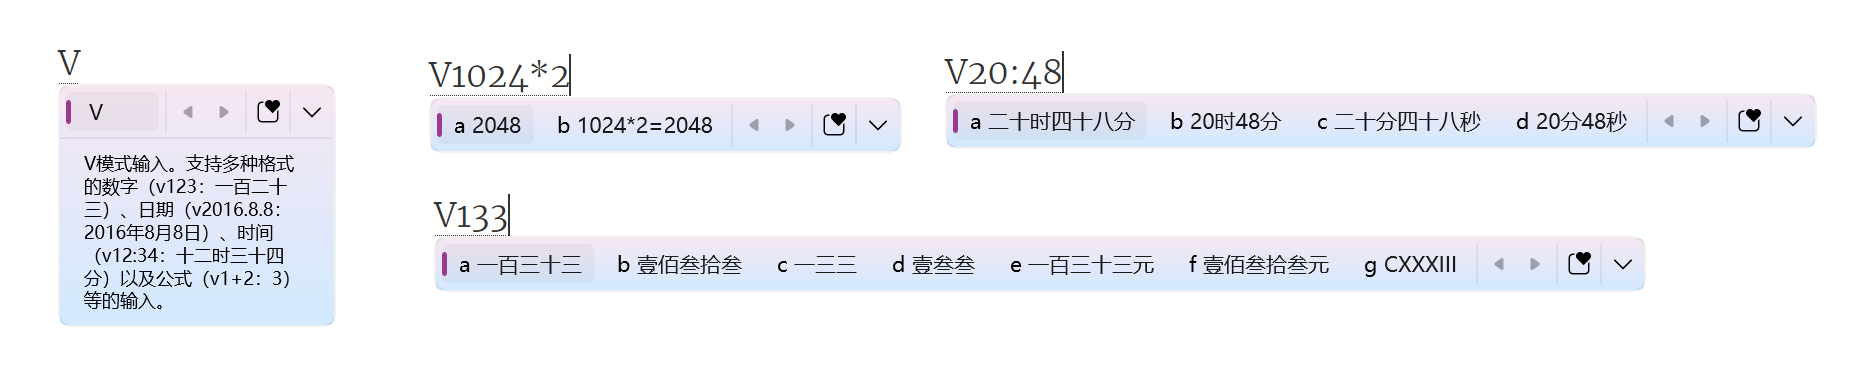 V
V
V模式输入。支持多种格式
的数字（v123：一百二十
三）、日期（v2016.8.8：
2016年8月8日）、时间
（v12:34：十二时三十四
分）以及公式（v1+2：3）
等的输入。
V1024*2
a 2048 b 1024*2=2048
V20:48
a 二十时四十八分 b 20时48分 c 二十分四十八秒 d 20分48秒
V133
a 一百三十三 b 壹佰叁拾叁 c 一三三 d 壹叁叁 e 一百三十三元 f 壹佰叁拾叁元 g CXXXIII